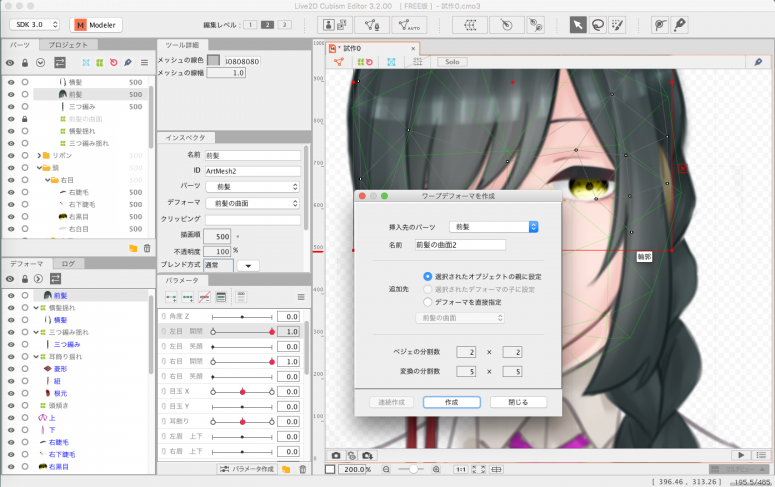 Live2D Cubism Editor 3.2.00 [ FREE版 ] - 試作0.cmo3
SDK 3.0
Modeler
編集レベル：
1
2
3
AUTO
パーツ
プロジェクト
横髪 500
前髪 500
三つ編み 500
前髪の曲面
横髪揺れ
三つ編み揺れ
リボン
頭
右目
右睫毛 500
右下睫毛 500
右黒目 500
右白目 500
デフォーマ
ログ
前髪
横髪揺れ
横髪
三つ編み揺れ
三つ編み
耳飾り揺れ
菱形
紐
根元
頭傾き
上
下
右睫毛
右下睫毛
右黒目
ツール詳細
メッシュの線色 80808080
メッシュの線幅 1.0
インスペクタ
名前 前髪
ID ArtMesh2
パーツ 前髪
デフォーマ 前髪の曲面
クリッピング
描画順 500
不透明度 100 %
ブレンド方式 通常
パラメータ
角度 Z 0.0
左目 開閉 1.0
左目 笑顔 0.0
右目 開閉 1.0
右目 笑顔 0.0
目玉 X 0.0
目玉 Y 0.0
耳飾り 0.0
左眉 上下 0.0
右眉 上下 0.0
パラメータ作成
* 試作0
Solo
1000
900
800
700
600
500
400
300
200
100
輪郭
ワープデフォーマを作成
挿入先のパーツ 前髪
名前 前髪の曲面2
追加先
選択されたオブジェクトの親に設定
選択されたデフォーマの子に設定
デフォーマを直接指定
前髪の曲面
ベジェの分割数 2 × 2
変換の分割数 5 × 5
連続作成
作成
閉じる
200.0 %
1:1
[ 396.46, 313.26 ]
195.5/485